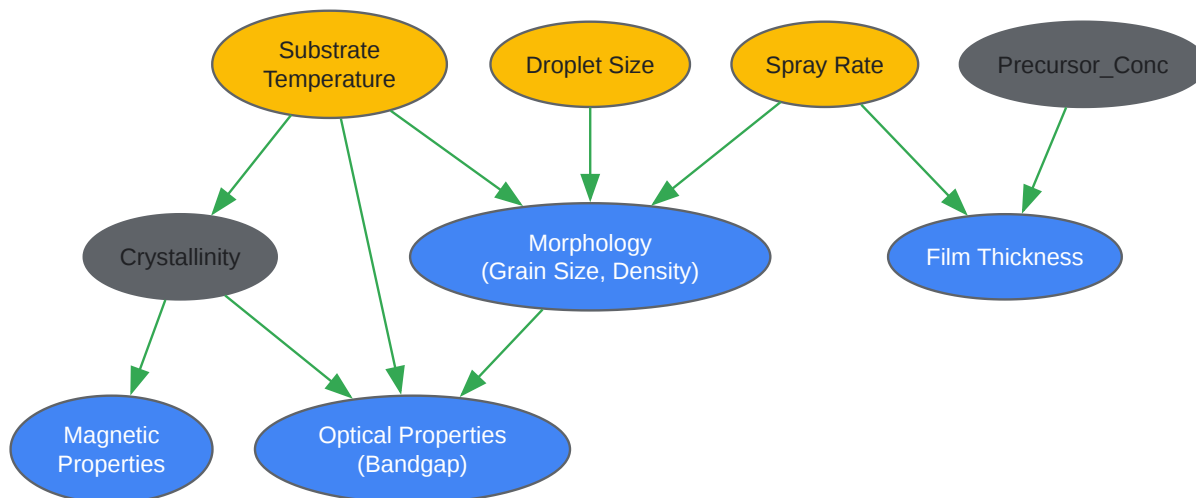 Substrate
Temperature
Droplet Size
Spray Rate
Precursor_Conc
Crystallinity
Morphology
(Grain Size, Density)
Film Thickness
Magnetic
Properties
Optical Properties
(Bandgap)